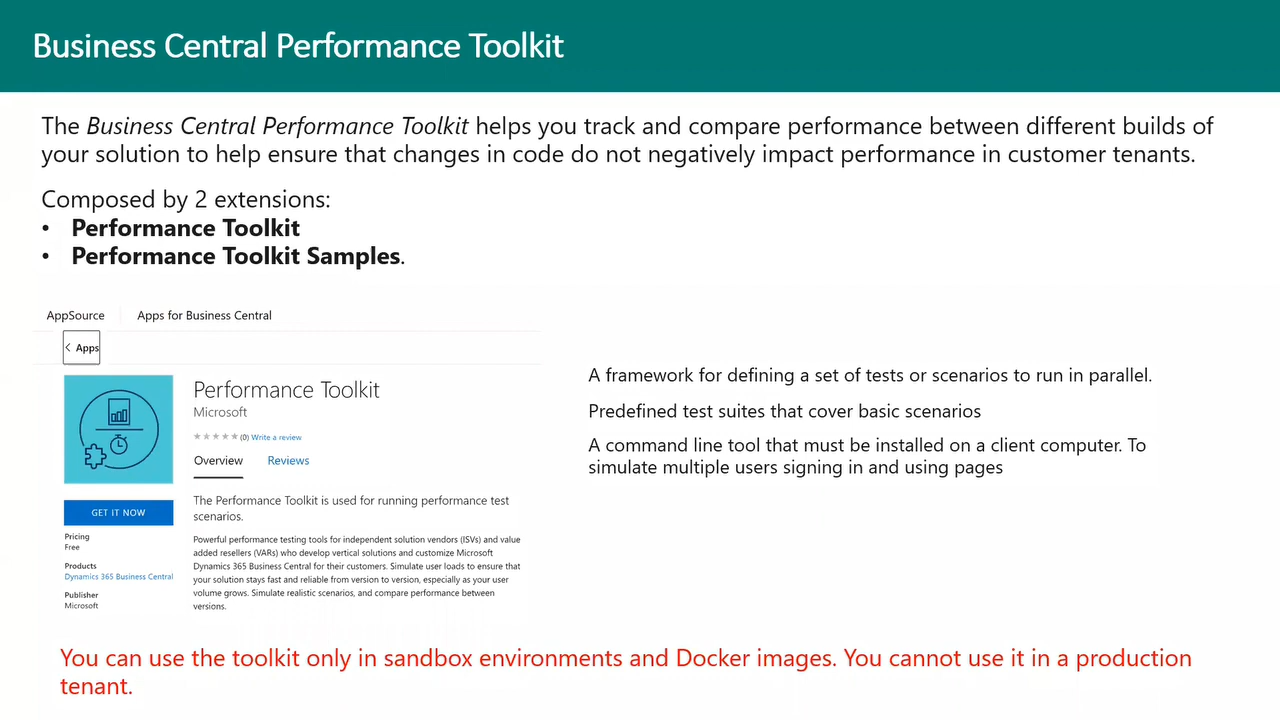 Business Central Performance Toolkit
The Business Central Performance Toolkit helps you track and compare performance between different builds of
your solution to help ensure that changes in code do not negatively impact performance in customer tenants.
Composed by 2 extensions:
• Performance Toolkit
• Performance Toolkit Samples.
AppSource
Apps for Business Central
< Apps
Performance Toolkit
Microsoft
(0) Write a review
Overview
Reviews
The Performance Toolkit is used for running performance test
scenarios.
GET IT NOW
Pricing
Free
Products
Dynamics 365 Business Central
Publisher
Microsoft
Powerful performance testing tools for independent solution vendors (ISVs) and value
added resellers (VARs) who develop vertical solutions and customize Microsoft
Dynamics 365 Business Central for their customers. Simulate user loads to ensure that
your solution stays fast and reliable from version to version, especially as your user
volume grows. Simulate realistic scenarios, and compare performance between
versions.
A framework for defining a set of tests or scenarios to run in parallel.
Predefined test suites that cover basic scenarios
A command line tool that must be installed on a client computer. To
simulate multiple users signing in and using pages
You can use the toolkit only in sandbox environments and Docker images. You cannot use it in a production
tenant.